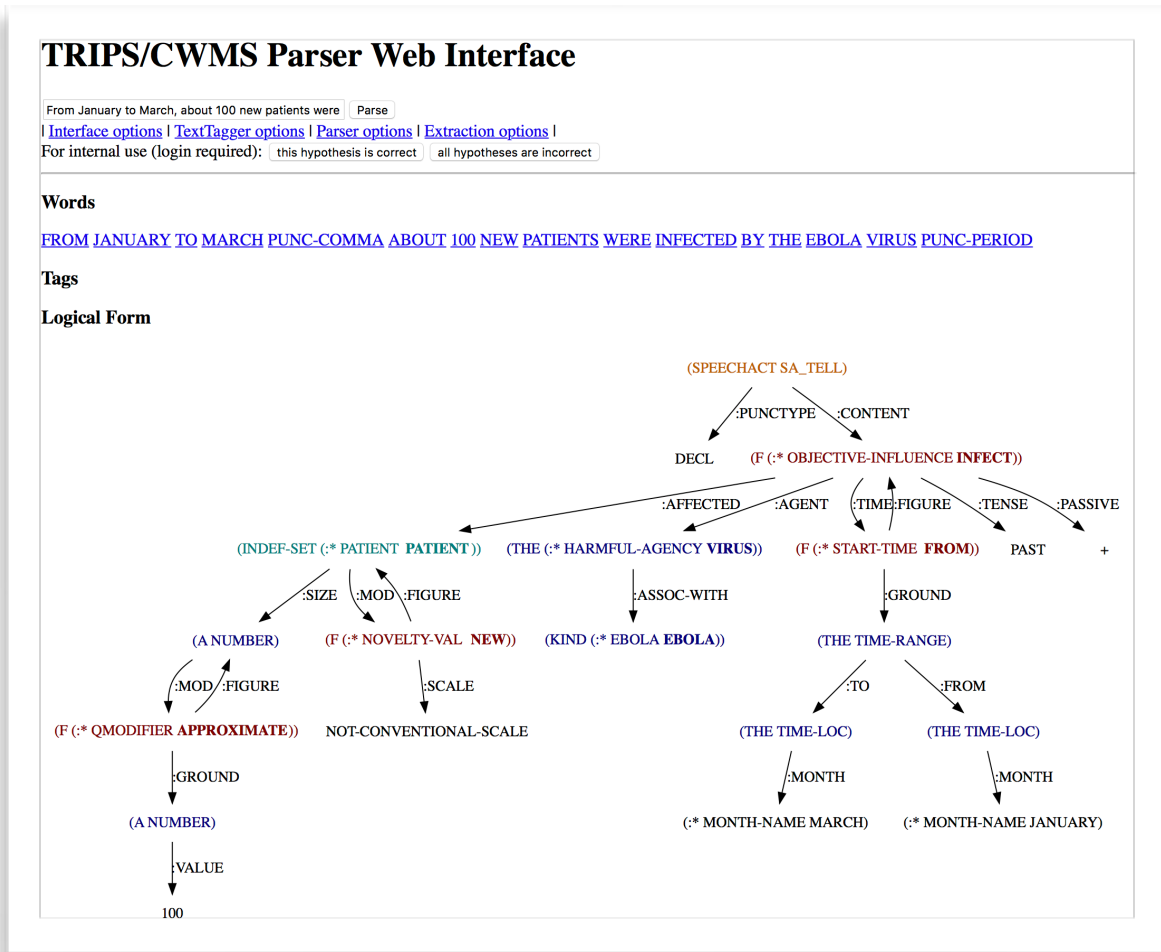 TRIPS/CWMS Parser Web Interface
From January to March, about 100 new patients were Parse
| Interface options | TextTagger options | Parser options | Extraction options |
For internal use (login required): this hypothesis is correct all hypotheses are incorrect
Words
FROM JANUARY TO MARCH PUNC-COMMA ABOUT 100 NEW PATIENTS WERE INFECTED BY THE EBOLA VIRUS PUNC-PERIOD
Tags
Logical Form
(SPEECHACT SA_TELL)
:PUNCTYPE :CONTENT
DECL (F (:* OBJECTIVE-INFLUENCE INFECT))
:AFFECTED :AGENT :TIME :FIGURE :TENSE :PASSIVE
(INDEF-SET (:* PATIENT PATIENT)) (THE (:* HARMFUL-AGENCY VIRUS)) (F (:* START-TIME FROM)) PAST +
:SIZE :MOD :FIGURE :ASSOC-WITH :GROUND
(A NUMBER) (F (:* NOVELTY-VAL NEW)) (KIND (:* EBOLA EBOLA)) (THE TIME-RANGE)
:MOD :FIGURE :SCALE :TO :FROM
(F (:* QMODIFIER APPROXIMATE)) NOT-CONVENTIONAL-SCALE (THE TIME-LOC) (THE TIME-LOC)
:GROUND :MONTH :MONTH
(A NUMBER) (:* MONTH-NAME MARCH) (:* MONTH-NAME JANUARY)
:VALUE
100